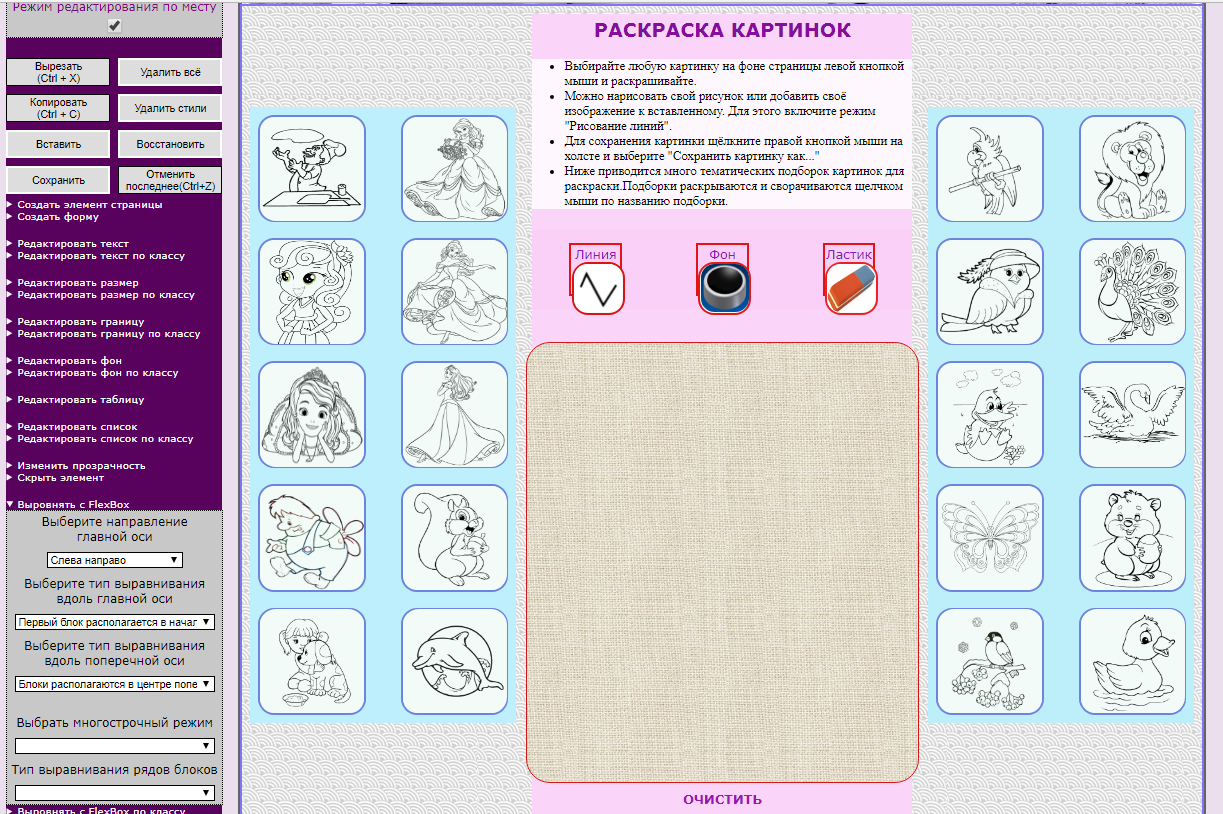 Режим редактирования по месту
Вырезать
(Ctrl + X)
Удалить всё
Копировать
(Ctrl + C)
Удалить стили
Вставить
Восстановить
Сохранить
Отменить
последнее(Ctrl+Z)
Создать элемент страницы
Создать форму
Редактировать текст
Редактировать текст по классу
Редактировать размер
Редактировать размер по классу
Редактировать границу
Редактировать границу по классу
Редактировать фон
Редактировать фон по классу
Редактировать таблицу
Редактировать список
Редактировать список по классу
Изменить прозрачность
Скрыть элемент
Выровнять с FlexBox
Выберите направление
главной оси
Слева направо
Выберите тип выравнивания
вдоль главной оси
Первый блок располагается в начал
Выберите тип выравнивания
вдоль поперечной оси
Блоки располагаются в центре попе
Выбрать многострочный режим
Тип выравнивания рядов блоков
Выровнять с FlexBox по классу
РАСКРАСКА КАРТИНОК
Выбирайте любую картинку на фоне страницы левой кнопкой
мыши и раскрашивайте.
Можно нарисовать свой рисунок или добавить своё
изображение к вставленному. Для этого включите режим
"Рисование линий".
Для сохранения картинки щёлкните правой кнопкой мыши на
холсте и выберите "Сохранить картинку как..."
Ниже приводится много тематических подборок картинок для
раскраски.Подборки раскрываются и сворачиваются щелчком
мыши по названию подборки.
Линия
Фон
Ластик
ОЧИСТИТЬ